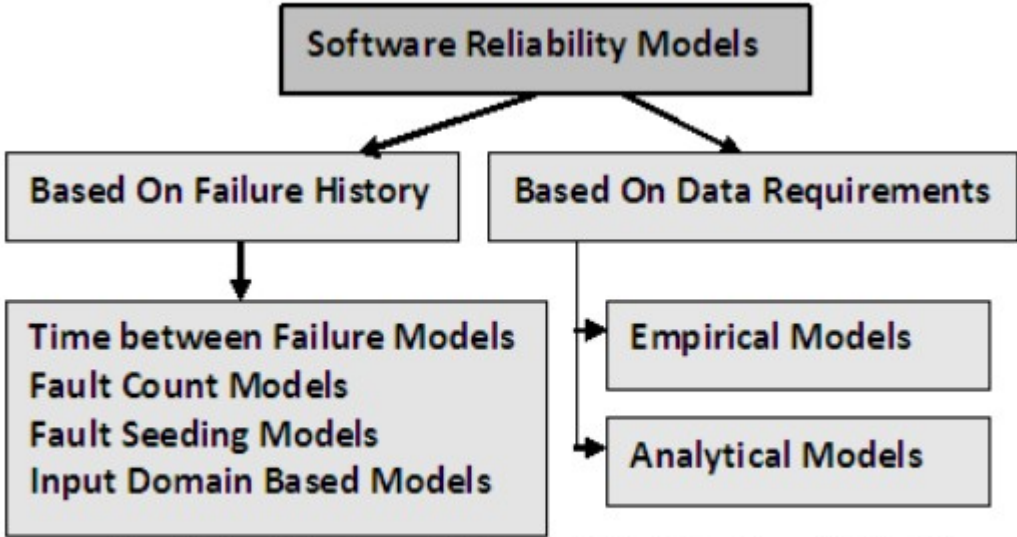 Software Reliability Models
Based On Failure History
Based On Data Requirements
Time between Failure Models
Fault Count Models
Fault Seeding Models
Input Domain Based Models
Empirical Models
Analytical Models